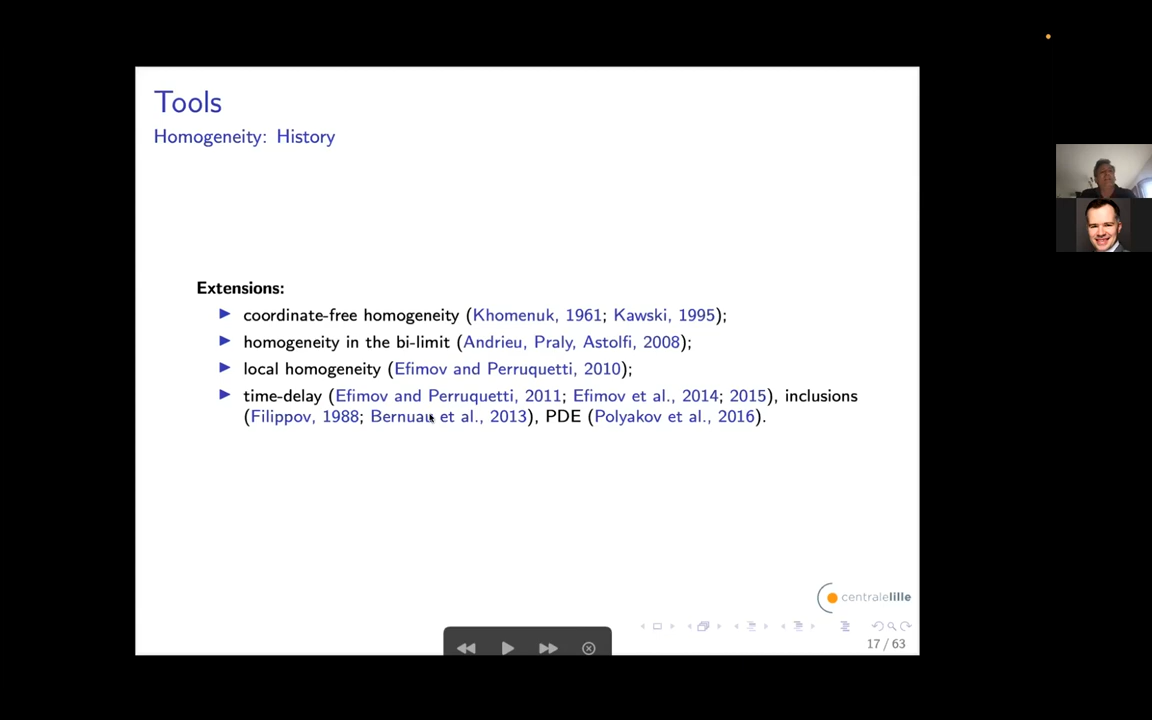 Tools
Homogeneity: History
Extensions:
coordinate-free homogeneity (Khomenuk, 1961; Kawski, 1995);
homogeneity in the bi-limit (Andrieu, Praly, Astolfi, 2008);
local homogeneity (Efimov and Perruquetti, 2010);
time-delay (Efimov and Perruquetti, 2011; Efimov et al., 2014; 2015), inclusions
(Filippov, 1988; Bernuau et al., 2013), PDE (Polyakov et al., 2016).
centralelille
17 / 63